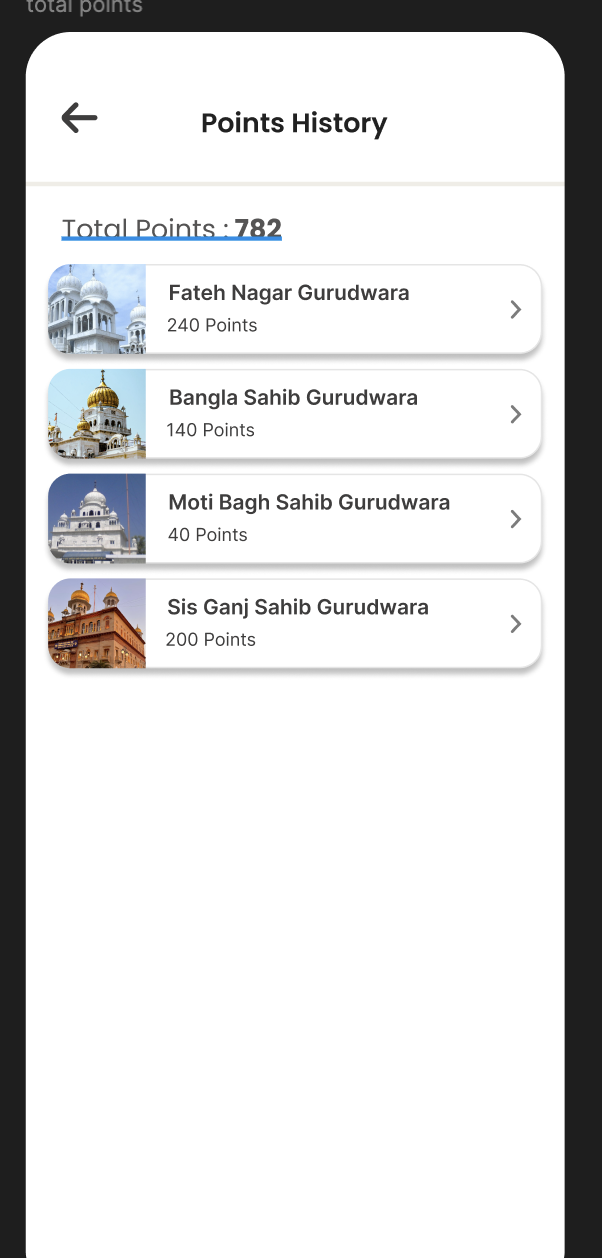 total points
Points History
Total Points : 782
Fateh Nagar Gurudwara
240 Points
Bangla Sahib Gurudwara
140 Points
Moti Bagh Sahib Gurudwara
40 Points
Sis Ganj Sahib Gurudwara
200 Points